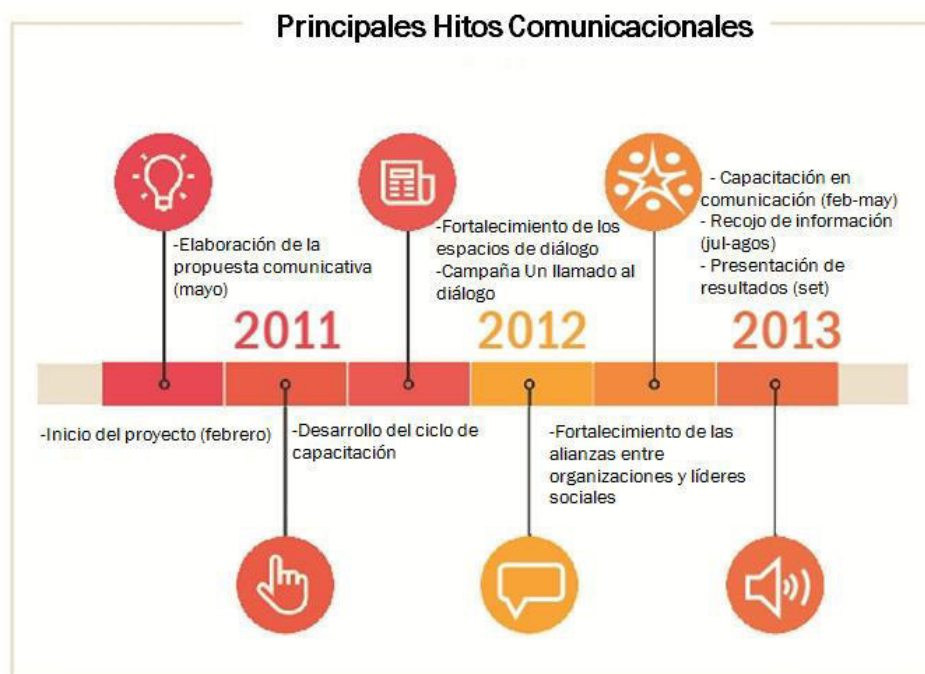 Principales Hitos Comunicacionales
-Elaboración de la
propuesta comunicativa
(mayo)
-Fortalecimiento de los
espacios de diálogo
-Campaña Un llamado al
diálogo
- Capacitación en
comunicación (feb-may)
- Recojo de información
(jul-agos)
- Presentación de
resultados (set)
2011
2012
2013
-Inicio del proyecto (febrero)
-Desarrollo del ciclo de
capacitación
-Fortalecimiento de las
alianzas entre
organizaciones y líderes
sociales